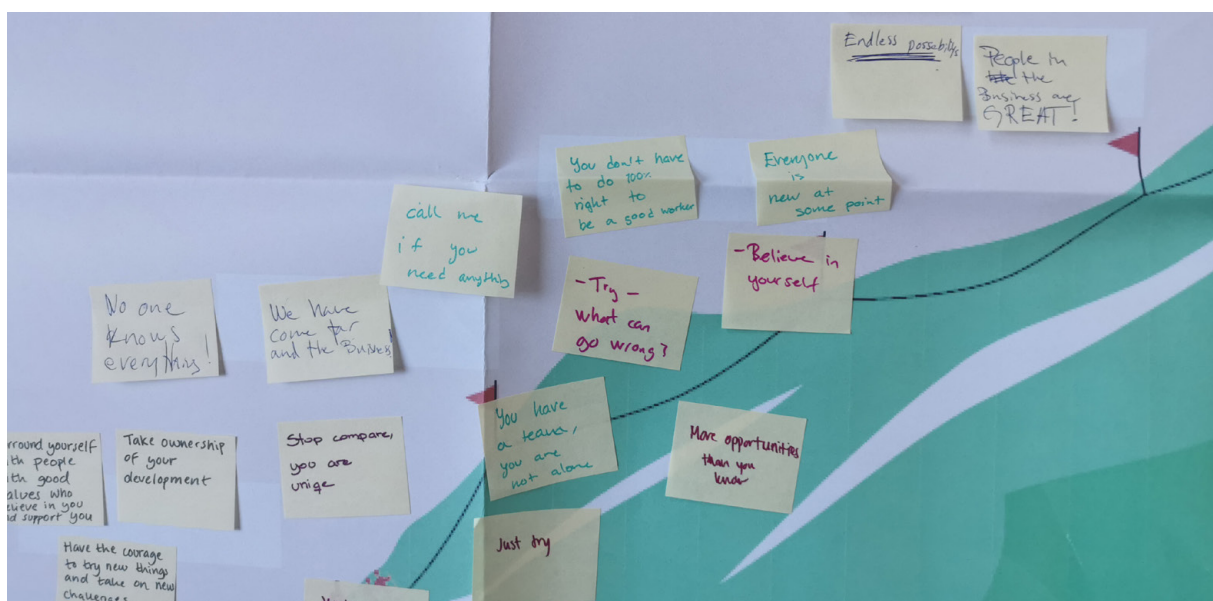 Endless possability
People in
the
Business are
GREAT!
You don't have
to do 100%
right to
be a good worker
Everyone
is
new at
some point
call me
if you
need anything
- Believe in
yourself
- Try -
what can
go wrong?
No one
knows
everything!
We have
come far
and the Business!
You have
a team,
you are
not alone
More opportunities
than you
know
rround yourself
ith people
ith good
alues who
elieve in you
nd support you
Take ownership
of your
development
Stop compare,
you are
uniqe
Just try
Have the courage
to try new things
and take on new
challenges